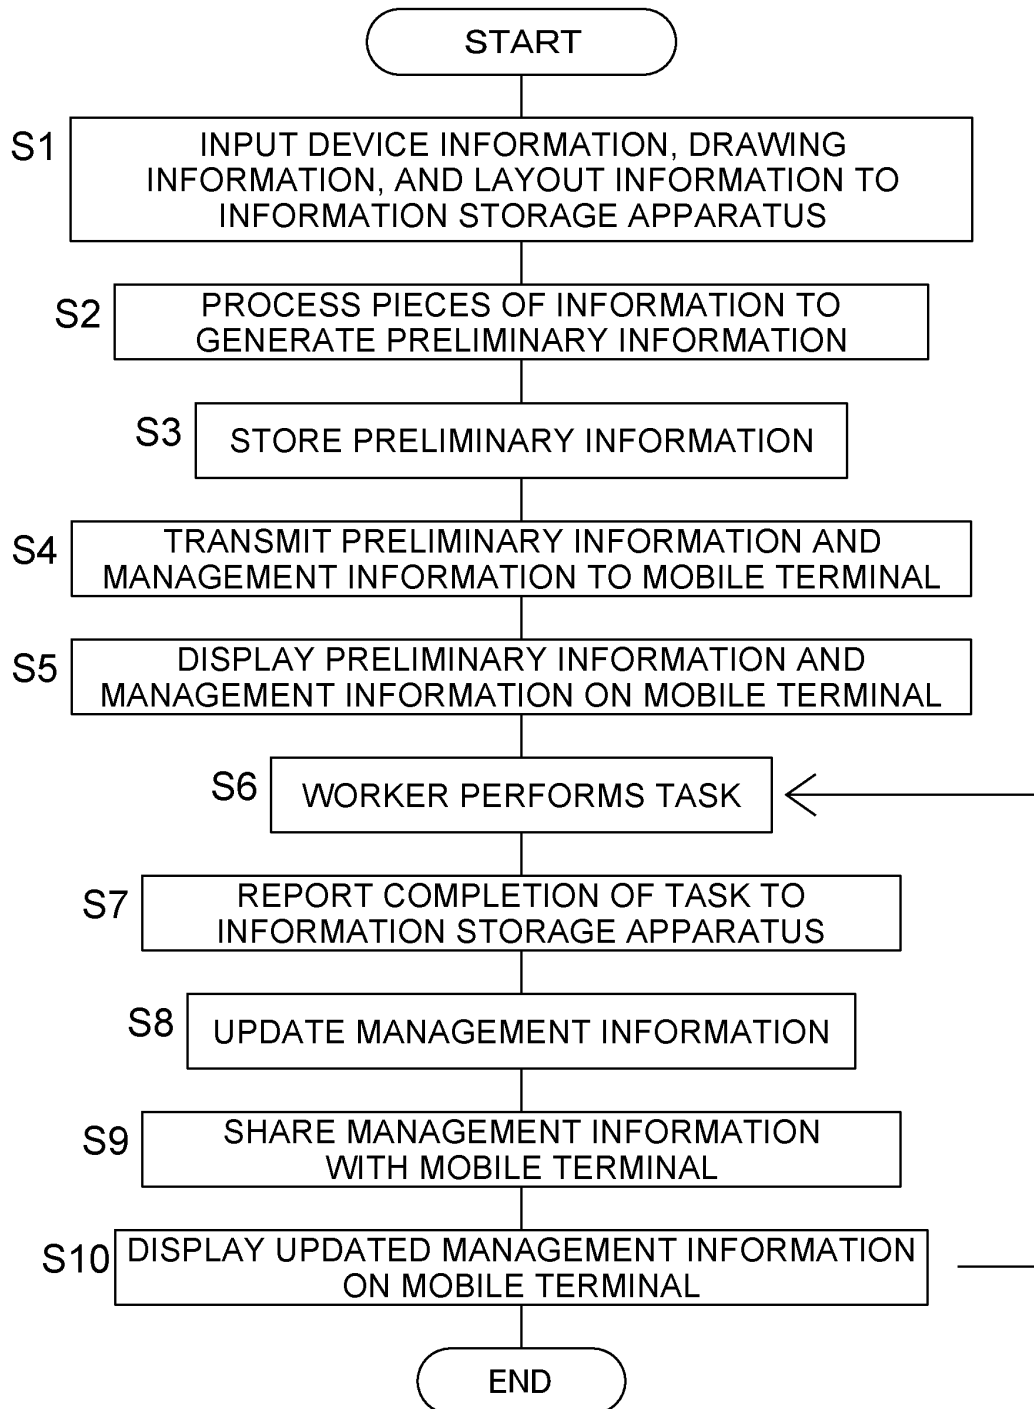 START
S1
INPUT DEVICE INFORMATION, DRAWING
INFORMATION, AND LAYOUT INFORMATION TO
INFORMATION STORAGE APPARATUS
S2
PROCESS PIECES OF INFORMATION TO
GENERATE PRELIMINARY INFORMATION
S3
STORE PRELIMINARY INFORMATION
S4
TRANSMIT PRELIMINARY INFORMATION AND
MANAGEMENT INFORMATION TO MOBILE TERMINAL
S5
DISPLAY PRELIMINARY INFORMATION AND
MANAGEMENT INFORMATION ON MOBILE TERMINAL
S6
WORKER PERFORMS TASK
S7
REPORT COMPLETION OF TASK TO
INFORMATION STORAGE APPARATUS
S8
UPDATE MANAGEMENT INFORMATION
S9
SHARE MANAGEMENT INFORMATION
WITH MOBILE TERMINAL
S10
DISPLAY UPDATED MANAGEMENT INFORMATION
ON MOBILE TERMINAL
END